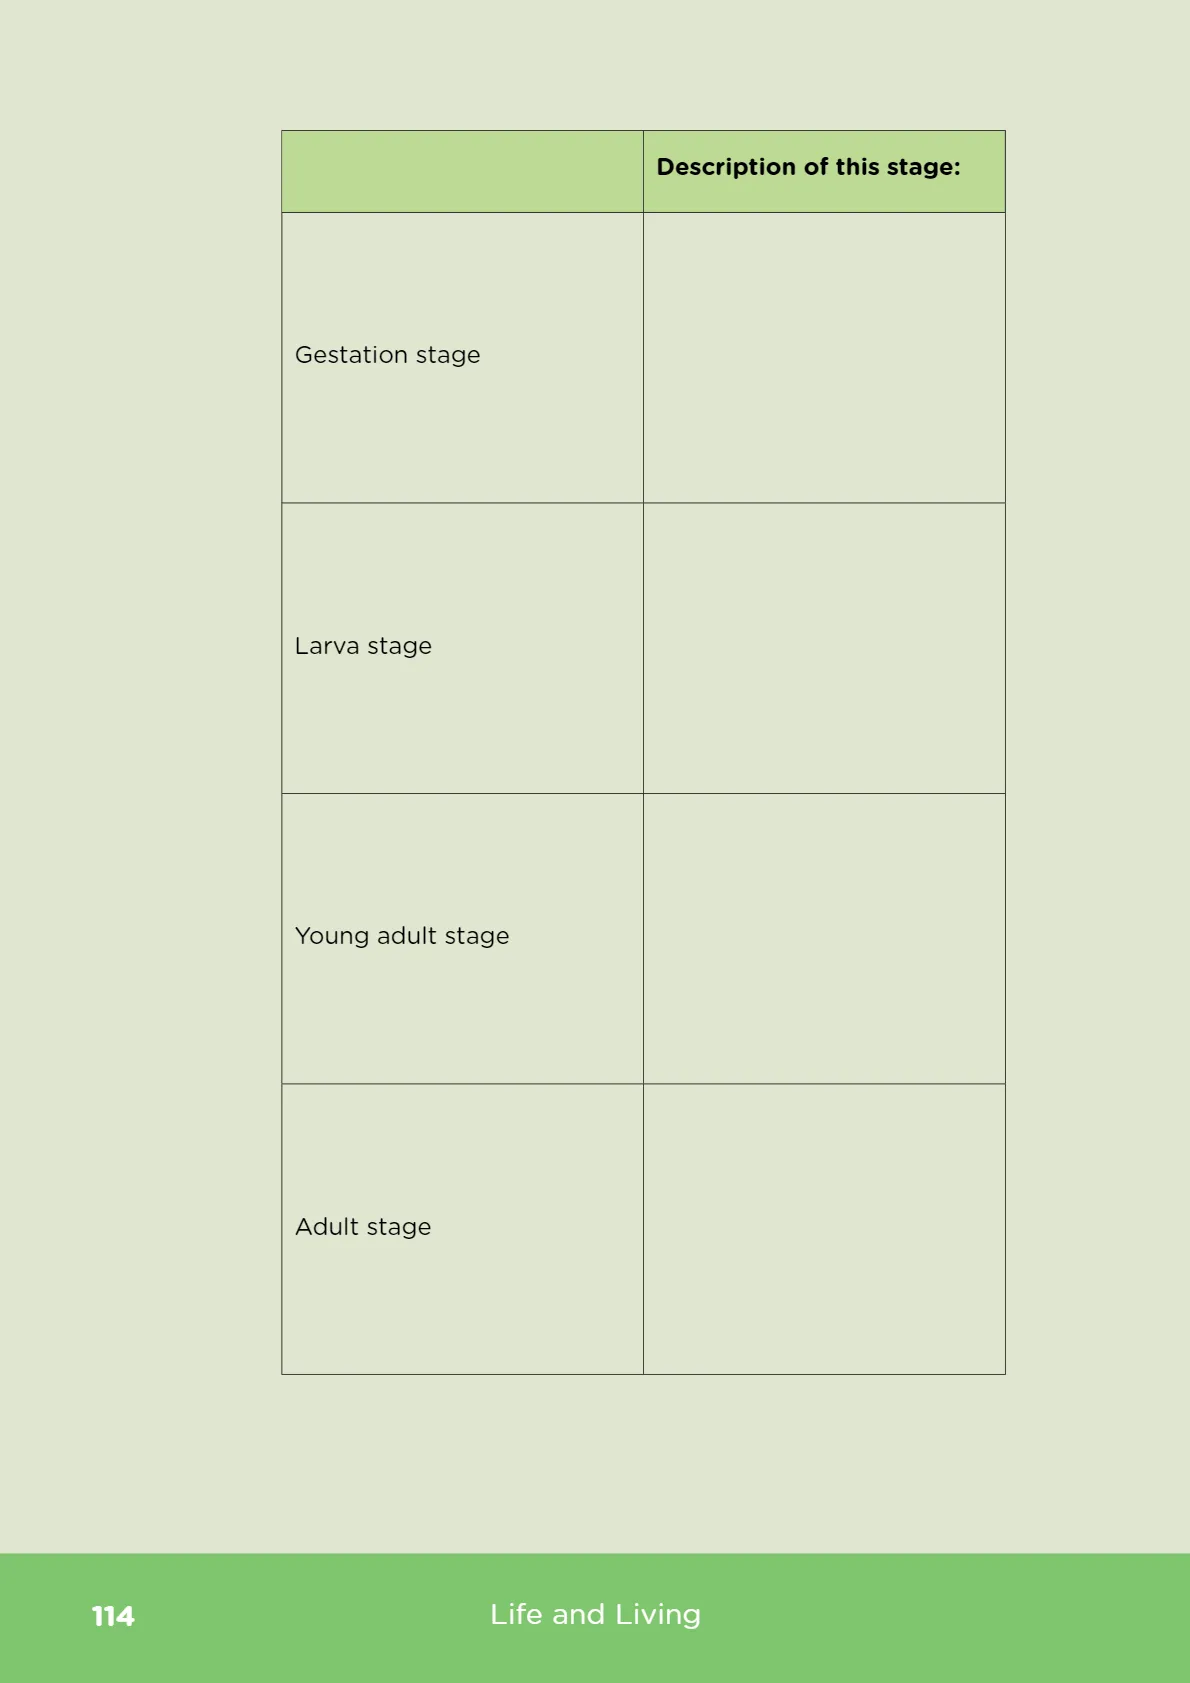 Description of this stage:
Gestation stage
Larva stage
Young adult stage
Adult stage
114
Life and Living